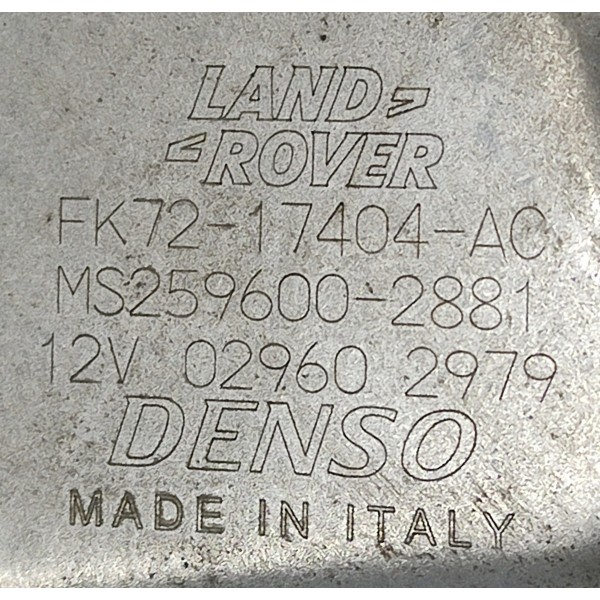 LAND
ROVER
FK72-17404-AC
MS259600-2881
12V 02960 2979
DENSO
MADE IN ITALY